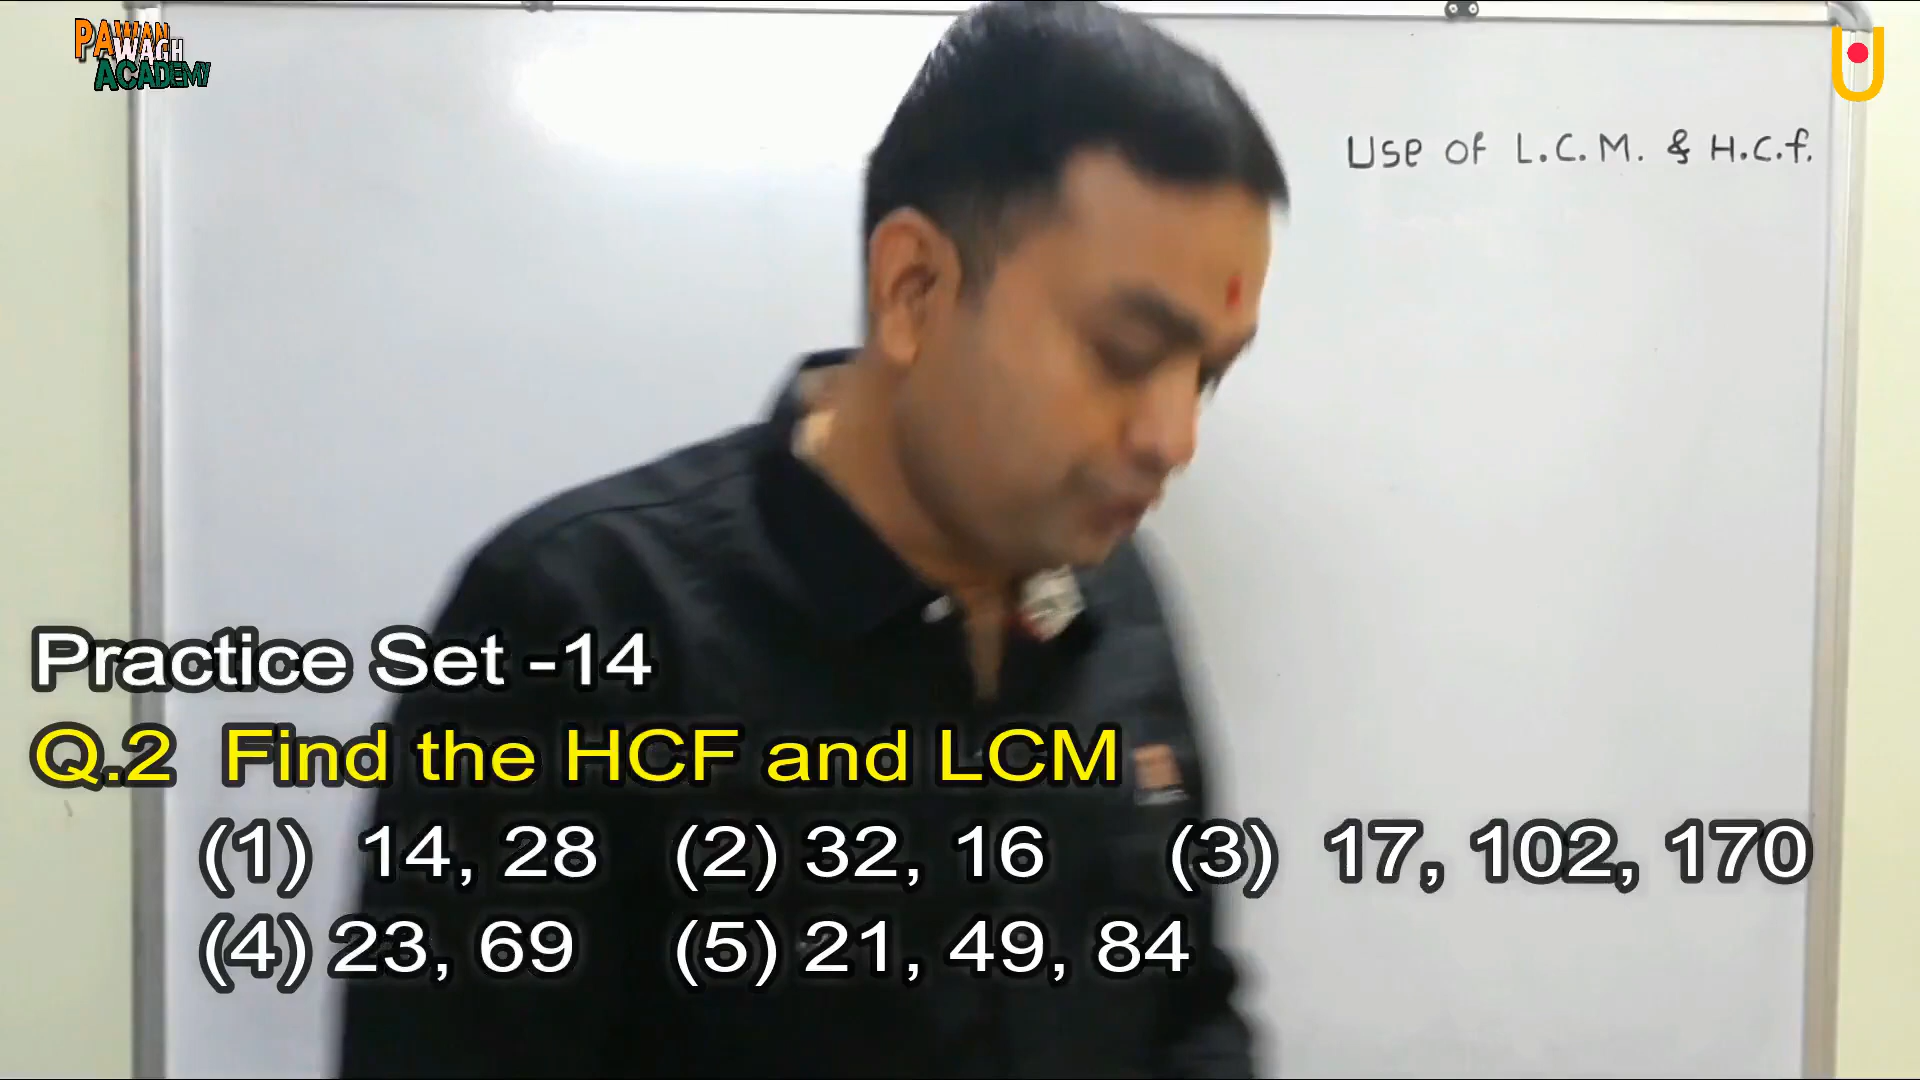 PAWAN
WAGH
ACADEMY
Use of L.C.M. & H.C.f.
Practice Set -14
Q.2 Find the HCF and LCM
(1) 14, 28 (2) 32, 16 (3) 17, 102, 170
(4) 23, 69 (5) 21, 49, 84